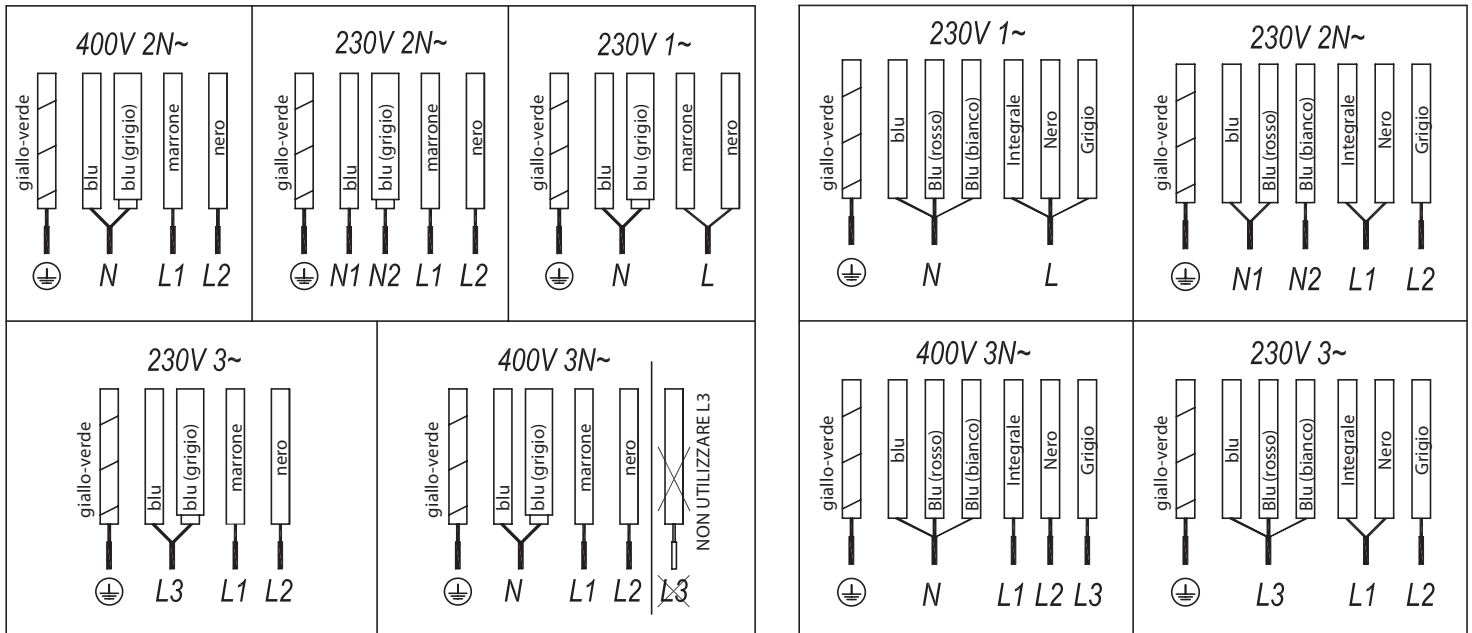 400V 2N~
giallo-verde
blu
blu (grigio)
marrone
nero
N L1 L2
230V 2N~
giallo-verde
blu
blu (grigio)
marrone
nero
N1 N2 L1 L2
230V 1~
giallo-verde
blu
blu (grigio)
marrone
nero
N L
230V 3~
giallo-verde
blu
blu (grigio)
marrone
nero
L3 L1 L2
400V 3N~
giallo-verde
blu
blu (grigio)
marrone
nero
NON UTILIZZARE L3
N L1 L2 L3
230V 1~
giallo-verde
blu
Blu (rosso)
Blu (bianco)
Integrale
Nero
Grigio
N L
230V 2N~
giallo-verde
blu
Blu (rosso)
Blu (bianco)
Integrale
Nero
Grigio
N1 N2 L1 L2
400V 3N~
giallo-verde
blu
Blu (rosso)
Blu (bianco)
Integrale
Nero
Grigio
N L1 L2 L3
230V 3~
giallo-verde
blu
Blu (rosso)
Blu (bianco)
Integrale
Nero
Grigio
L3 L1 L2